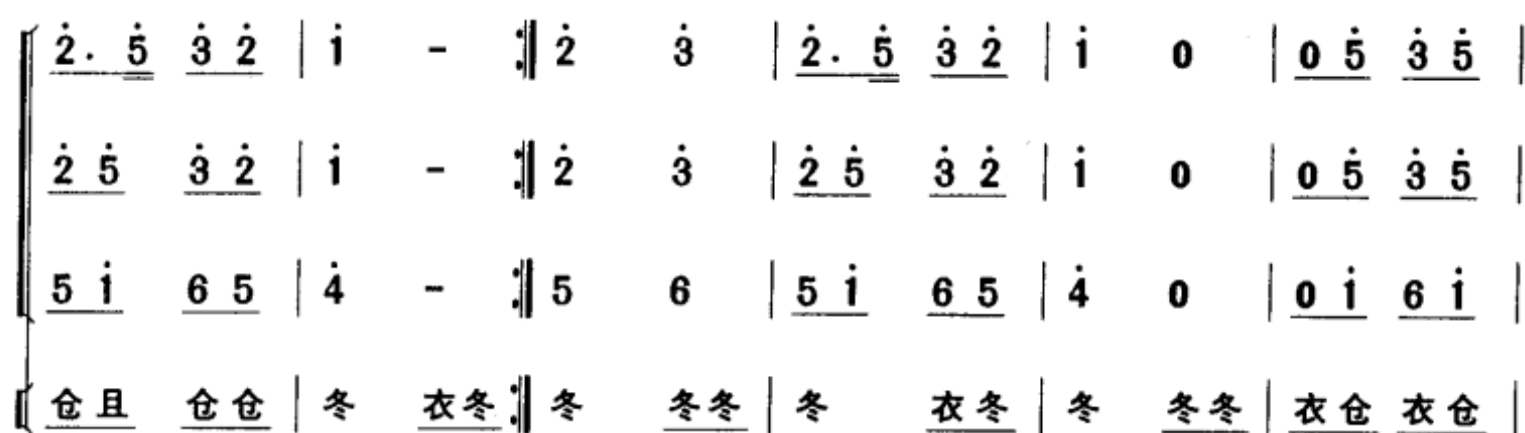 2̇. 5̇ 3̇ 2̇ | 1̇ - :‖ 2̇ 3̇ | 2̇. 5̇ 3̇ 2̇ | 1̇ 0 | 0 5̇ 3̇ 5̇ |
2̇ 5̇ 3̇ 2̇ | 1̇ - :‖ 2̇ 3̇ | 2̇ 5̇ 3̇ 2̇ | 1̇ 0 | 0 5̇ 3̇ 5̇ |
5 1̇ 6 5 | 4̇ - :‖ 5 6 | 5 1̇ 6 5 | 4̇ 0 | 0 1̇ 6 1̇ |
仓且 仓仓 | 冬 衣冬 :‖ 冬 冬冬 | 冬 衣冬 | 冬 冬冬 | 衣仓 衣仓 |